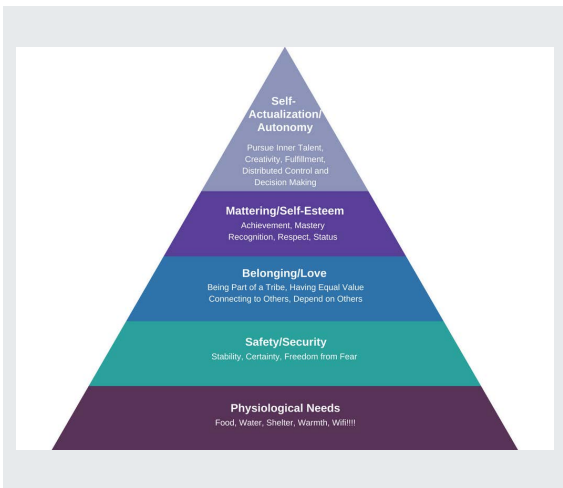 Self-
Actualization/
Autonomy
Pursue Inner Talent,
Creativity, Fulfillment,
Distributed Control and
Decision Making
Mattering/Self-Esteem
Achievement, Mastery
Recognition, Respect, Status
Belonging/Love
Being Part of a Tribe, Having Equal Value
Connecting to Others, Depend on Others
Safety/Security
Stability, Certainty, Freedom from Fear
Physiological Needs
Food, Water, Shelter, Warmth, Wifi!!!!